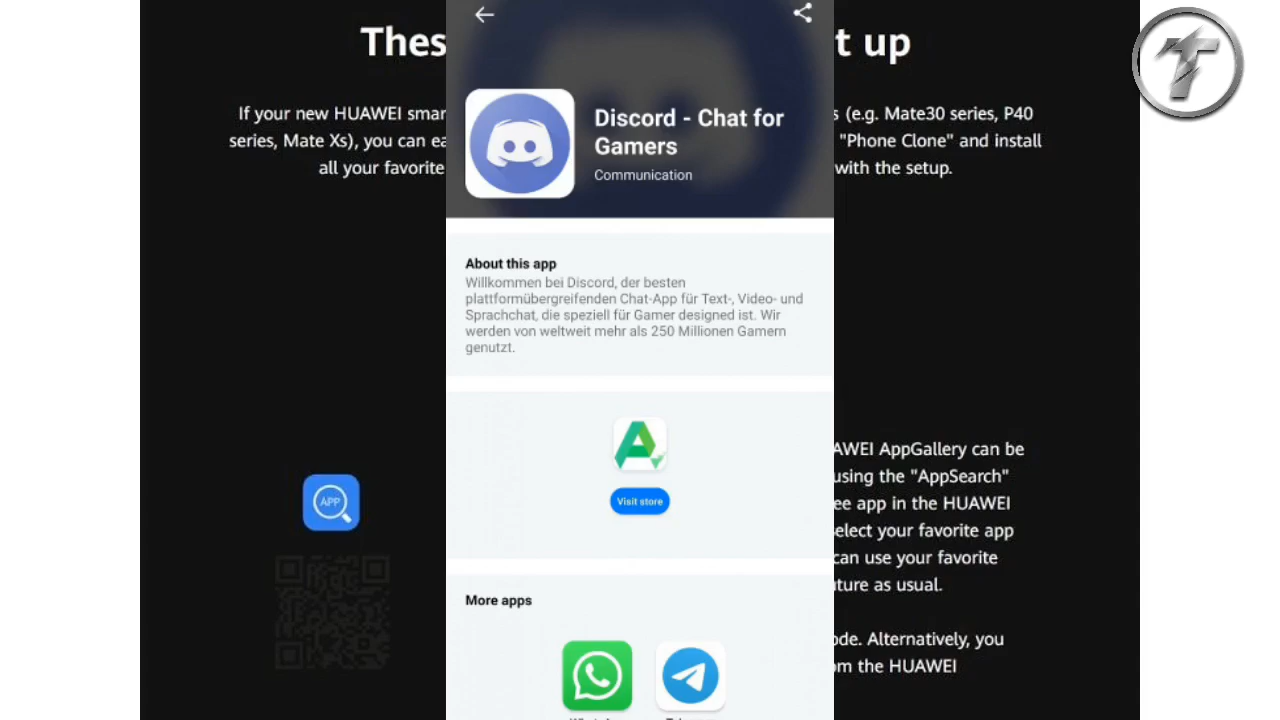 Thes
t up
If your new HUAWEI smar
s (e.g. Mate30 series, P40
series, Mate Xs), you can ea
"Phone Clone" and install
all your favorite
with the setup.
Discord - Chat for
Gamers
Communication
About this app
Willkommen bei Discord, der besten
plattformübergreifenden Chat-App für Text-, Video- und
Sprachchat, die speziell für Gamer designed ist. Wir
werden von weltweit mehr als 250 Millionen Gamern
genutzt.
Visit store
More apps
APP
AWEI AppGallery can be
using the "AppSearch"
ee app in the HUAWEI
elect your favorite app
can use your favorite
ture as usual.
ode. Alternatively, you
om the HUAWEI